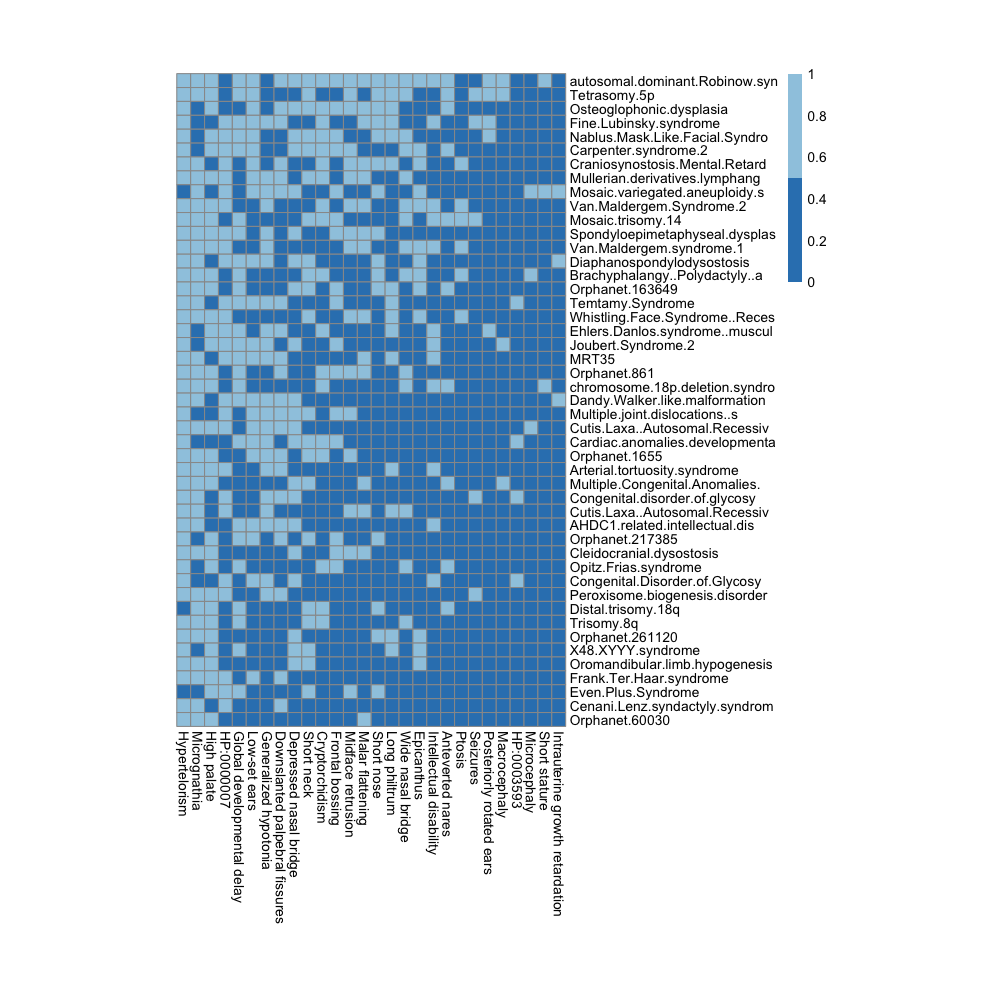 autosomal.dominant.Robinow.syn
Tetrasomy.5p
Osteoglophonic.dysplasia
Fine.Lubinsky.syndrome
Nablus.Mask.Like.Facial.Syndro
Carpenter.syndrome.2
Craniosynostosis.Mental.Retard
Mullerian.derivatives.lymphang
Mosaic.variegated.aneuploidy.s
Van.Maldergem.Syndrome.2
Mosaic.trisomy.14
Spondyloepimetaphyseal.dysplas
Van.Maldergem.syndrome.1
Diaphanospondylodysostosis
Brachyphalangy..Polydactyly..a
Orphanet.163649
Temtamy.Syndrome
Whistling.Face.Syndrome..Reces
Ehlers.Danlos.syndrome..muscul
Joubert.Syndrome.2
MRT35
Orphanet.861
chromosome.18p.deletion.syndro
Dandy.Walker.like.malformation
Multiple.joint.dislocations..s
Cutis.Laxa..Autosomal.Recessiv
Cardiac.anomalies.developmenta
Orphanet.1655
Arterial.tortuosity.syndrome
Multiple.Congenital.Anomalies.
Congenital.disorder.of.glycosy
Cutis.Laxa..Autosomal.Recessiv
AHDC1.related.intellectual.dis
Orphanet.217385
Cleidocranial.dysostosis
Opitz.Frias.syndrome
Congenital.Disorder.of.Glycosy
Peroxisome.biogenesis.disorder
Distal.trisomy.18q
Trisomy.8q
Orphanet.261120
X48.XYYY.syndrome
Oromandibular.limb.hypogenesis
Frank.Ter.Haar.syndrome
Even.Plus.Syndrome
Cenani.Lenz.syndactyly.syndrom
Orphanet.60030
1
0.8
0.6
0.4
0.2
0
Hypertelorism
Micrognathia
High palate
HP:0000007
Global developmental delay
Low-set ears
Generalized hypotonia
Downslanted palpebral fissures
Depressed nasal bridge
Short neck
Cryptorchidism
Frontal bossing
Midface retrusion
Malar flattening
Short nose
Long philtrum
Wide nasal bridge
Epicanthus
Intellectual disability
Anteverted nares
Ptosis
Seizures
Posteriorly rotated ears
Macrocephaly
HP:0003593
Microcephaly
Short stature
Intrauterine growth retardation